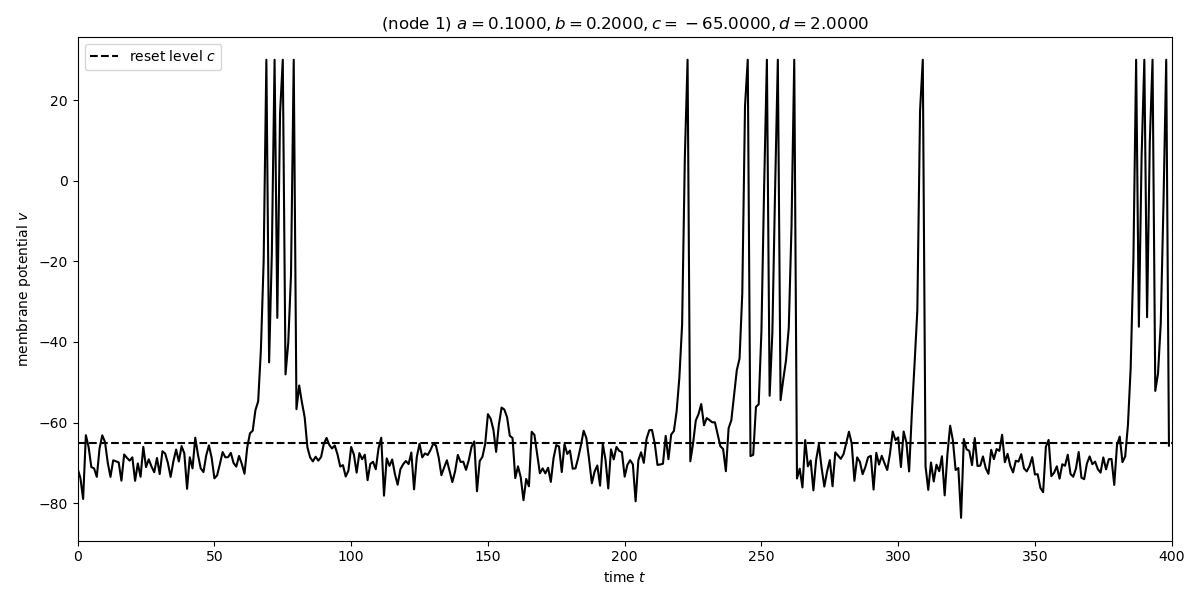 (node 1) a = 0.1000, b = 0.2000, c = −65.0000, d = 2.0000
reset level c
membrane potential v
20
0
−20
−40
−60
−80
0 50 100 150 200 250 300 350 400
time t